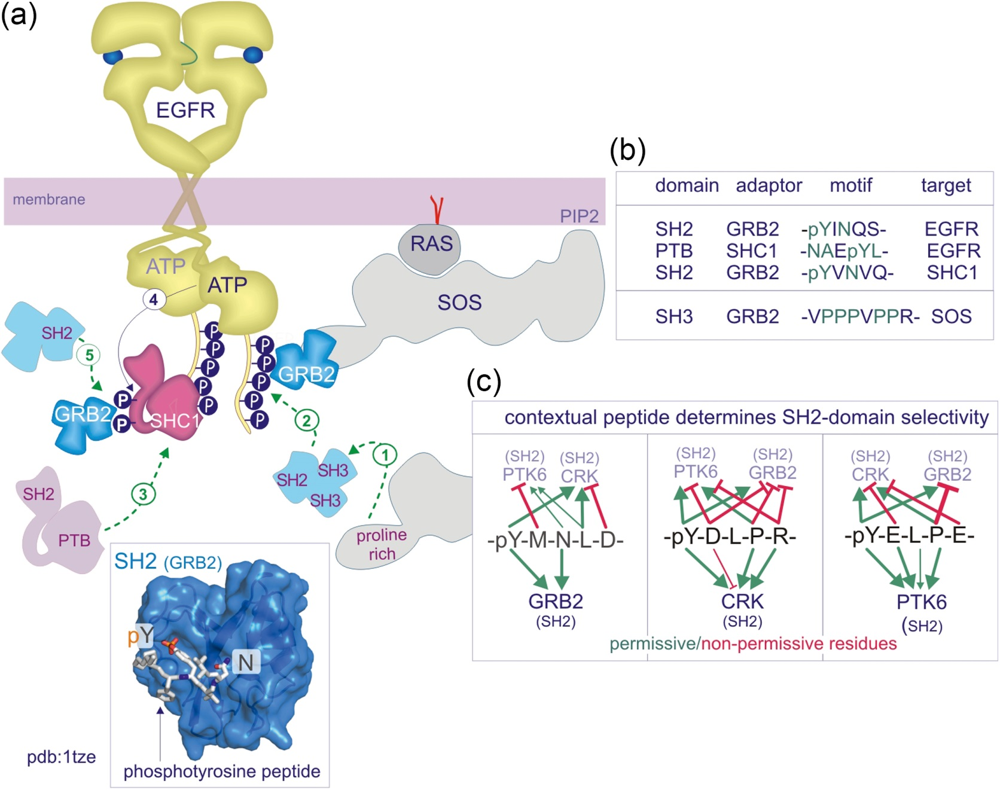 (a)
EGFR
membrane
PIP2
RAS
ATP
ATP
4
SOS
SH2
5
P
P
P
P
P
P
P
P
P
P
GRB2
P
P
GRB2
SHC1
2
1
SH2
SH3
SH3
3
SH2
PTB
proline
rich
SH2 (GRB2)
pY
N
pdb:1tze
phosphotyrosine peptide
(b)
domain adaptor motif target
SH2 GRB2 -pYINQS- EGFR
PTB SHC1 -NAEpYL- EGFR
SH2 GRB2 -pYVNVQ- SHC1
SH3 GRB2 -VPPPVPPR- SOS
(c)
contextual peptide determines SH2-domain selectivity
(SH2) (SH2)
PTK6 CRK
-pY-M-N-L-D-
GRB2
(SH2)
(SH2) (SH2)
PTK6 GRB2
-pY-D-L-P-R-
CRK
(SH2)
(SH2) (SH2)
CRK GRB2
-pY-E-L-P-E-
PTK6
(SH2)
permissive/non-permissive residues